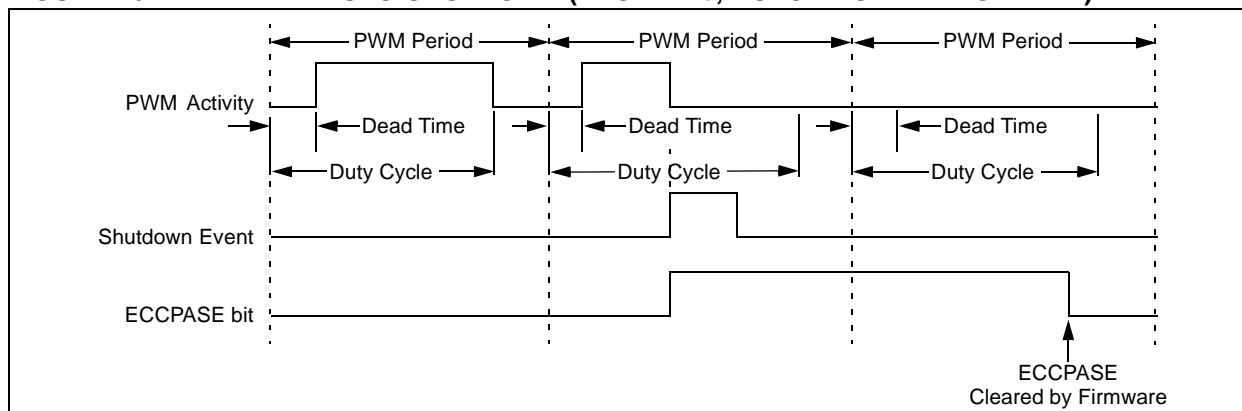 PWM Period PWM Period PWM Period
PWM Activity
Dead Time Dead Time Dead Time
Duty Cycle Duty Cycle Duty Cycle
Shutdown Event
ECCPASE bit
ECCPASE
Cleared by Firmware